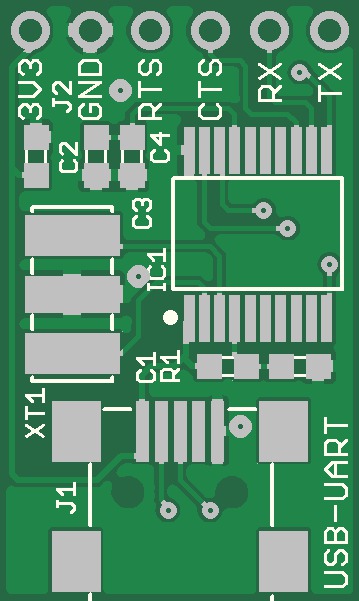 3V3
J2
GND
RTS
CTS
RX
TX
C2
C4
C3
IC1
C1
R1
XT1
J1
USB-UART